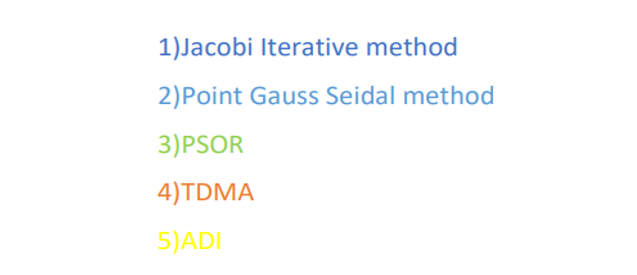 1)Jacobi Iterative method
2)Point Gauss Seidal method
3)PSOR
4)TDMA
5)ADI